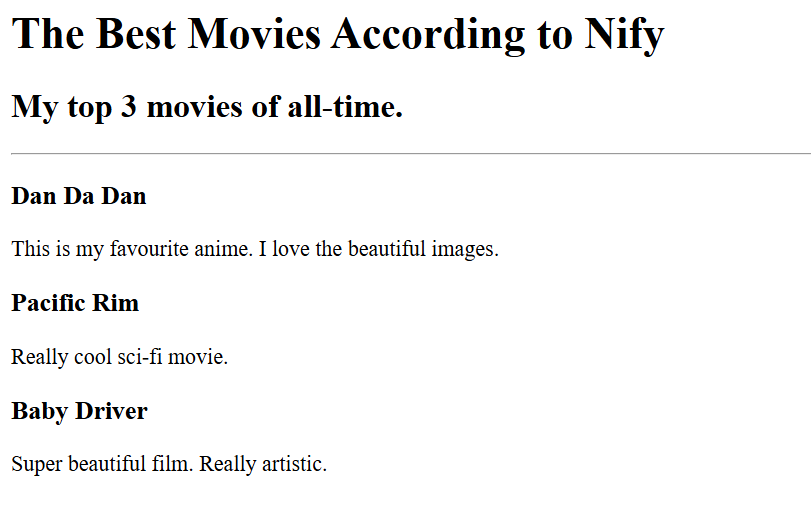 The Best Movies According to Nify
My top 3 movies of all-time.
Dan Da Dan
This is my favourite anime. I love the beautiful images.
Pacific Rim
Really cool sci-fi movie.
Baby Driver
Super beautiful film. Really artistic.